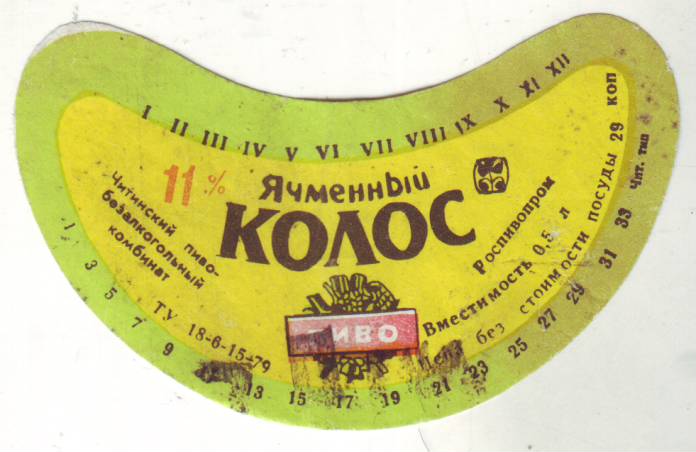 I II III IV V VI VII VIII IX X XI XII
11.%
Ячменный
КОЛОС
Читинский пиво-
безалкогольный
комбинат
ТУ 18-6-15-79
ПИВО
Роспивопром
Вместимость 0,5 л
Цена без стоимости посуды 29 коп
1 3 5 7 9 13 15 17 19 21 23 25 27 29 31 33 Чит. тип